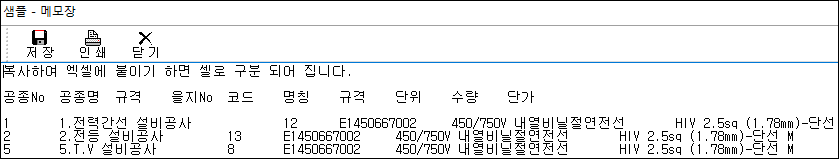 샘플 - 메모장
저 장 인 쇄 닫 기
복사하여 엑셀에 붙이기 하면 셀로 구분 되어 집니다.
공종No 공종명 규격 을지No 코드 명칭 규격 단위 수량 단가
1 1.전력간선 설비공사 12 E1450667002 450/750V 내열비닐절연전선 HIV 2.5sq (1.78mm)-단선
2 2.전등 설비공사 13 E1450667002 450/750V 내열비닐절연전선 HIV 2.5sq (1.78mm)-단선 M
5 5.T.V 설비공사 8 E1450667002 450/750V 내열비닐절연전선 HIV 2.5sq (1.78mm)-단선 M